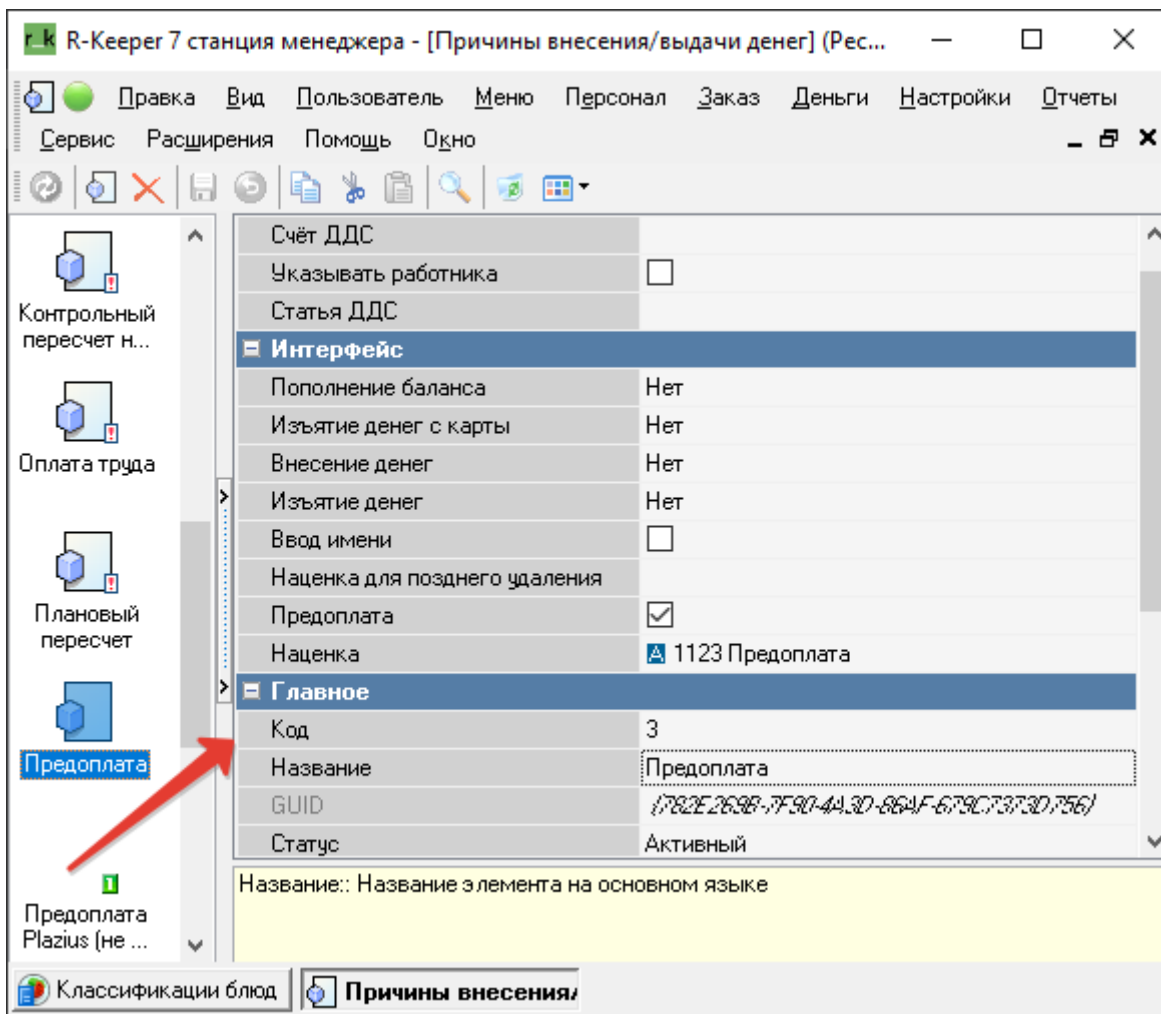 r_k R-Keeper 7 станция менеджера - [Причины внесения/выдачи денег] (Рес...
Правка Вид Пользователь Меню Персонал Заказ Деньги Настройки Отчеты
Сервис Расширения Помощь Окно
Контрольный
пересчет н...
Оплата труда
Плановый
пересчет
Предоплата
1
Предоплата
Plazius (не ...
Счёт ДДС
Указывать работника
Статья ДДС
Интерфейс
Пополнение баланса Нет
Изъятие денег с карты Нет
Внесение денег Нет
Изъятие денег Нет
Ввод имени
Наценка для позднего удаления
Предоплата
Наценка A 1123 Предоплата
Главное
Код 3
Название Предоплата
GUID {782E269B-7F90-4A3D-86AF-679C7373D756}
Статус Активный
Название:: Название элемента на основном языке
Классификации блюд Причины внесения/